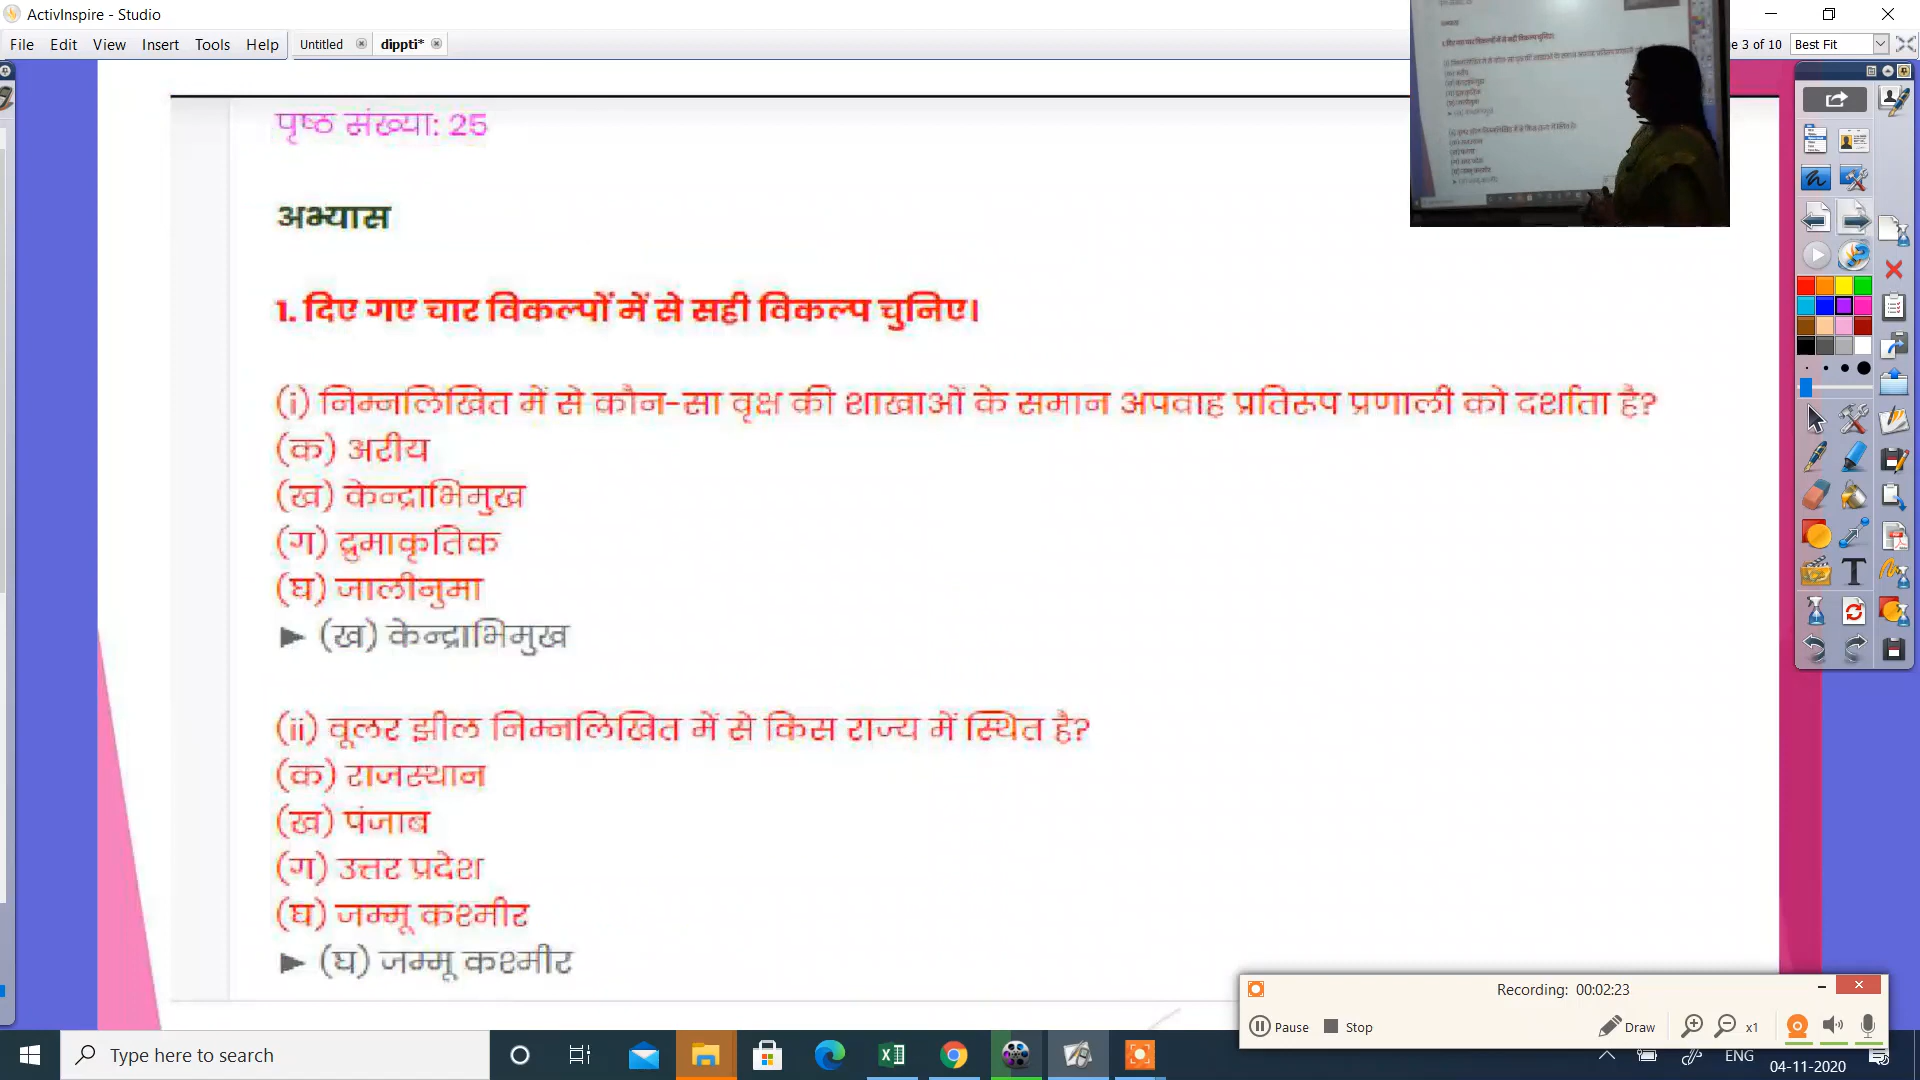 ActivInspire - Studio
File Edit View Insert Tools Help Untitled dippti* e 3 of 10 Best Fit
पृष्ठ संख्या: 25
अभ्यास
1. दिए गए चार विकल्पों में से सही विकल्प चुनिए।
(i) निम्नलिखित में से कौन-सा वृक्ष की शाखाओं के समान अपवाह प्रतिरूप प्रणाली को दर्शाता है?
(क) अरीय
(ख) केन्द्राभिमुख
(ग) द्रुमाकृतिक
(घ) जालीनुमा
► (ख) केन्द्राभिमुख
(ii) वूलर झील निम्नलिखित में से किस राज्य में स्थित है?
(क) राजस्थान
(ख) पंजाब
(ग) उत्तर प्रदेश
(घ) जम्मू कश्मीर
► (घ) जम्मू कश्मीर
Recording: 00:02:23
Pause Stop Draw x1
Type here to search
ENG
04-11-2020